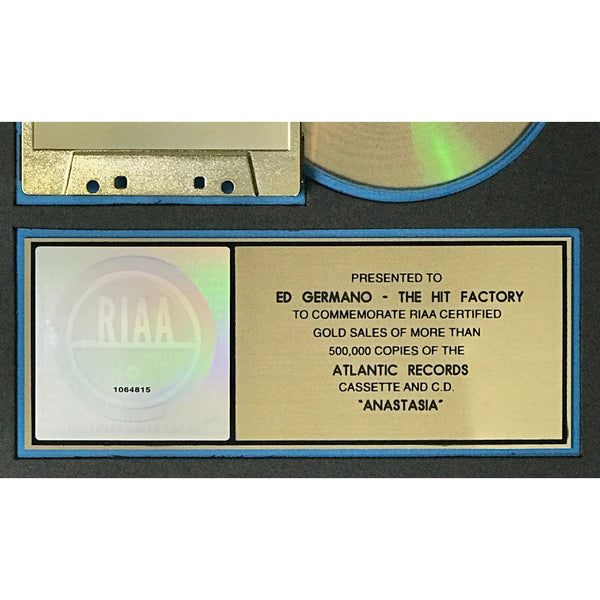 RIAA
1064815
PRESENTED TO
ED GERMANO - THE HIT FACTORY
TO COMMEMORATE RIAA CERTIFIED
GOLD SALES OF MORE THAN
500,000 COPIES OF THE
ATLANTIC RECORDS
CASSETTE AND C.D.
"ANASTASIA"